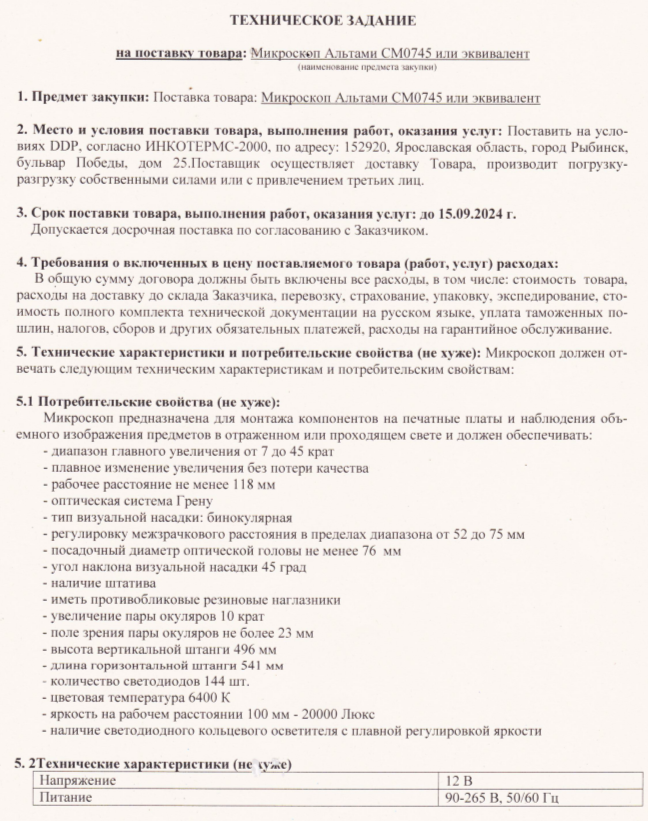 ТЕХНИЧЕСКОЕ ЗАДАНИЕ
на поставку товара: Микроскоп Альтами СМ0745 или эквивалент
(наименование предмета закупки)
1. Предмет закупки: Поставка товара: Микроскоп Альтами СМ0745 или эквивалент
2. Место и условия поставки товара, выполнения работ, оказания услуг: Поставить на усло-
виях DDP, согласно ИНКОТЕРМС-2000, по адресу: 152920, Ярославская область, город Рыбинск,
бульвар Победы, дом 25.Поставщик осуществляет доставку Товара, производит погрузку-
разгрузку собственными силами или с привлечением третьих лиц.
3. Срок поставки товара, выполнения работ, оказания услуг: до 15.09.2024 г.
Допускается досрочная поставка по согласованию с Заказчиком.
4. Требования о включенных в цену поставляемого товара (работ, услуг) расходах:
В общую сумму договора должны быть включены все расходы, в том числе: стоимость товара,
расходы на доставку до склада Заказчика, перевозку, страхование, упаковку, экспедирование, сто-
имость полного комплекта технической документации на русском языке, уплата таможенных по-
шлин, налогов, сборов и других обязательных платежей, расходы на гарантийное обслуживание.
5. Технические характеристики и потребительские свойства (не хуже): Микроскоп должен от-
вечать следующим техническим характеристикам и потребительским свойствам:
5.1 Потребительские свойства (не хуже):
Микроскоп предназначена для монтажа компонентов на печатные платы и наблюдения объ-
емного изображения предметов в отраженном или проходящем свете и должен обеспечивать:
- диапазон главного увеличения от 7 до 45 крат
- плавное изменение увеличения без потери качества
- рабочее расстояние не менее 118 мм
- оптическая система Грену
- тип визуальной насадки: бинокулярная
- регулировку межзрачкового расстояния в пределах диапазона от 52 до 75 мм
- посадочный диаметр оптической головы не менее 76 мм
- угол наклона визуальной насадки 45 град
- наличие штатива
- иметь противобликовые резиновые наглазники
- увеличение пары окуляров 10 крат
- поле зрения пары окуляров не более 23 мм
- высота вертикальной штанги 496 мм
- длина горизонтальной штанги 541 мм
- количество светодиодов 144 шт.
- цветовая температура 6400 К
- яркость на рабочем расстоянии 100 мм - 20000 Люкс
- наличие светодиодного кольцевого осветителя с плавной регулировкой яркости
5. 2Технические характеристики (не хуже)
Напряжение 12 В
Питание 90-265 В, 50/60 Гц